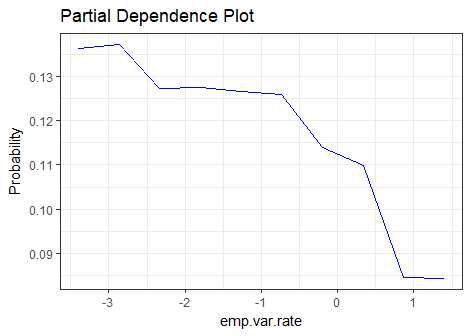 Partial Dependence Plot
Probability
0.13
0.12
0.11
0.10
0.09
-3 -2 -1 0 1
emp.var.rate